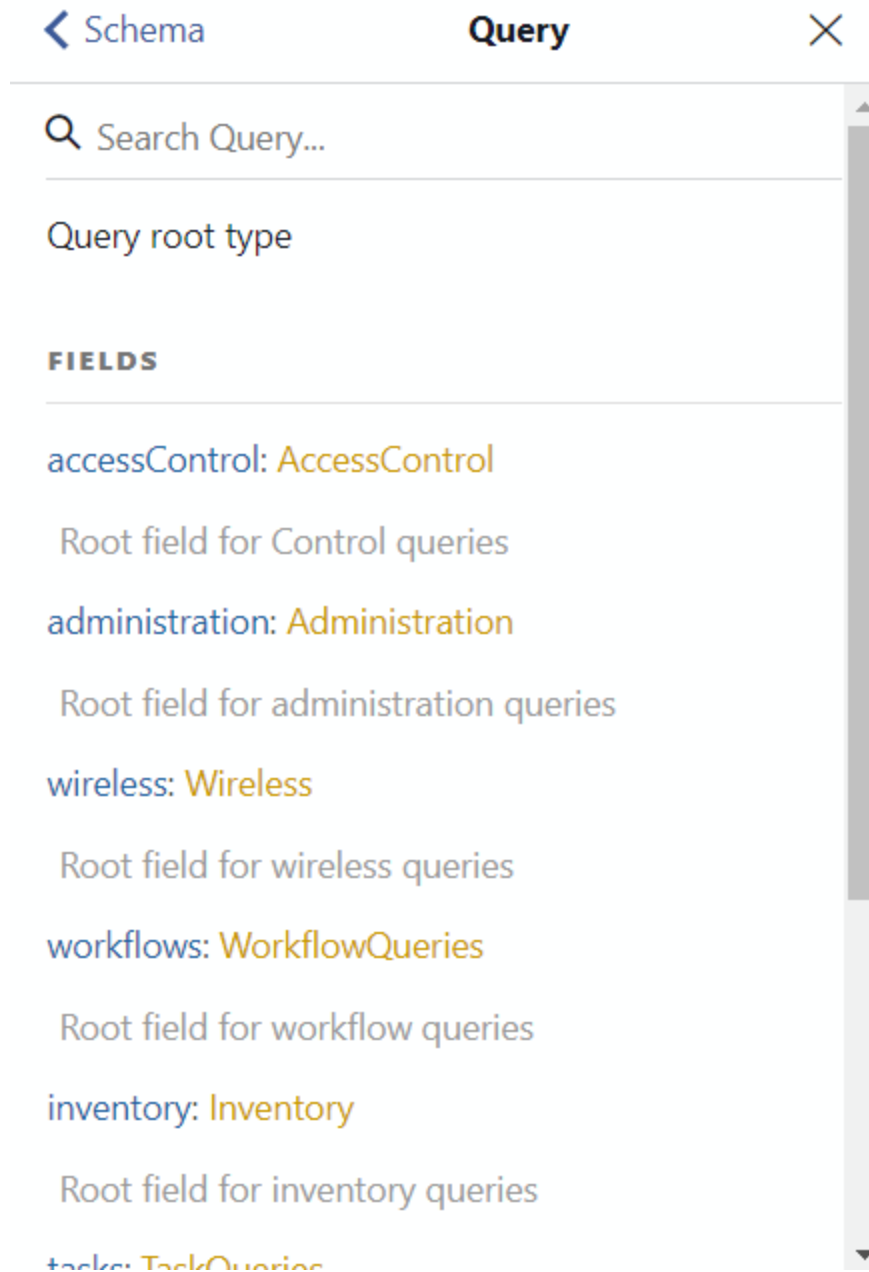 Schema Query
Search Query...
Query root type
FIELDS
accessControl: AccessControl
Root field for Control queries
administration: Administration
Root field for administration queries
wireless: Wireless
Root field for wireless queries
workflows: WorkflowQueries
Root field for workflow queries
inventory: Inventory
Root field for inventory queries
tasks: TaskQueries